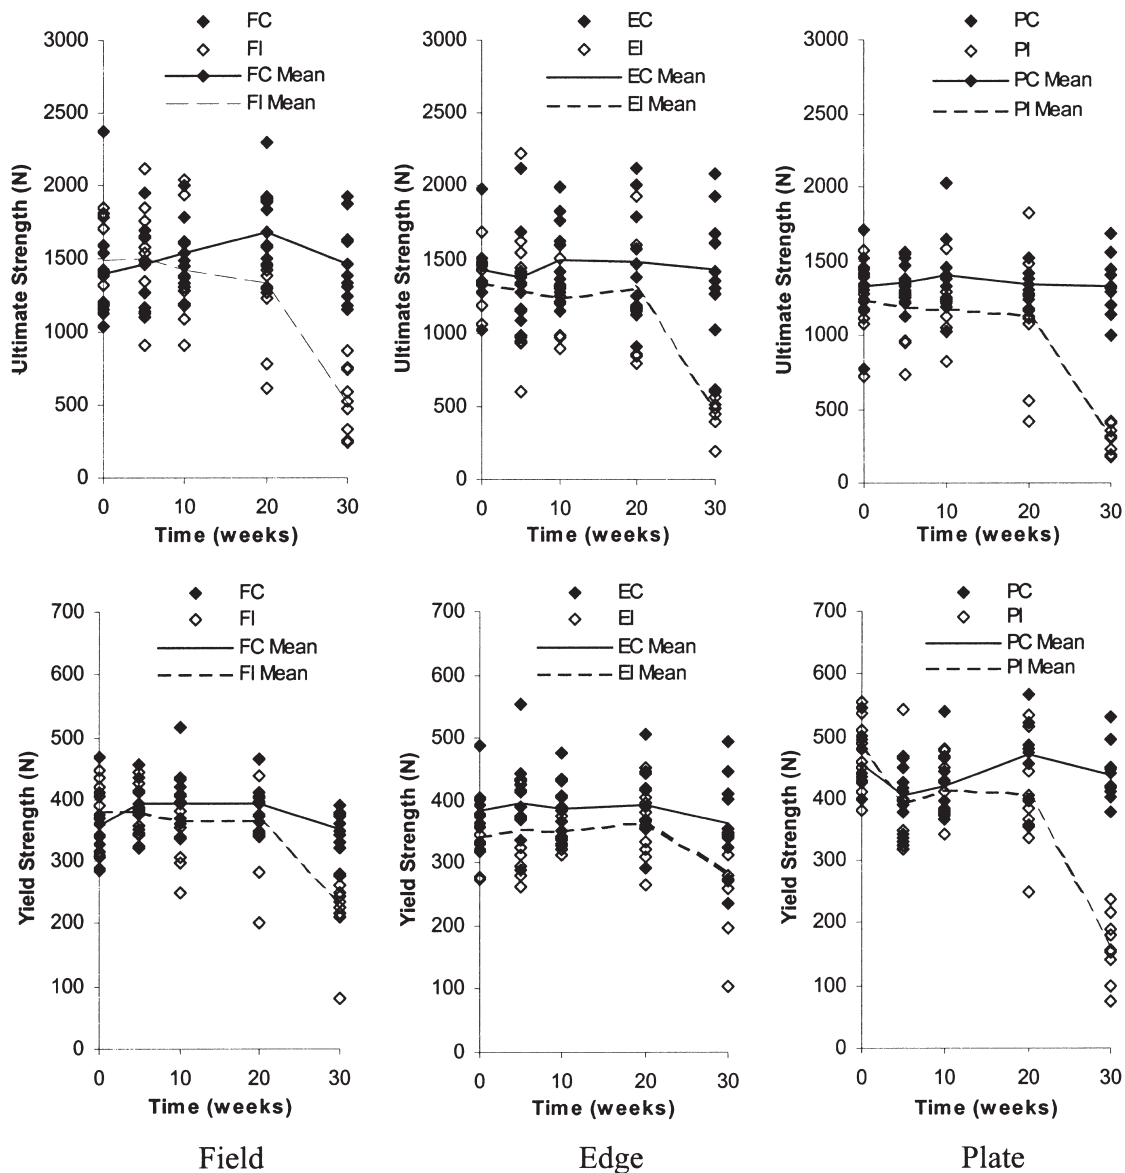 FC
FI
FC Mean
FI Mean
3000
2500
2000
1500
1000
500
0
Ultimate Strength (N)
0 10 20 30
Time (weeks)
EC
EI
EC Mean
EI Mean
3000
2500
2000
1500
1000
500
0
Ultimate Strength (N)
0 10 20 30
Time (weeks)
PC
PI
PC Mean
PI Mean
3000
2500
2000
1500
1000
500
0
Ultimate Strength (N)
0 10 20 30
Time (weeks)
FC
FI
FC Mean
FI Mean
700
600
500
400
300
200
100
0
Yield Strength (N)
0 10 20 30
Time (weeks)
Field
EC
EI
EC Mean
EI Mean
700
600
500
400
300
200
100
0
Yield Strength (N)
0 10 20 30
Time (weeks)
Edge
PC
PI
PC Mean
PI Mean
700
600
500
400
300
200
100
0
Yield Strength (N)
0 10 20 30
Time (weeks)
Plate